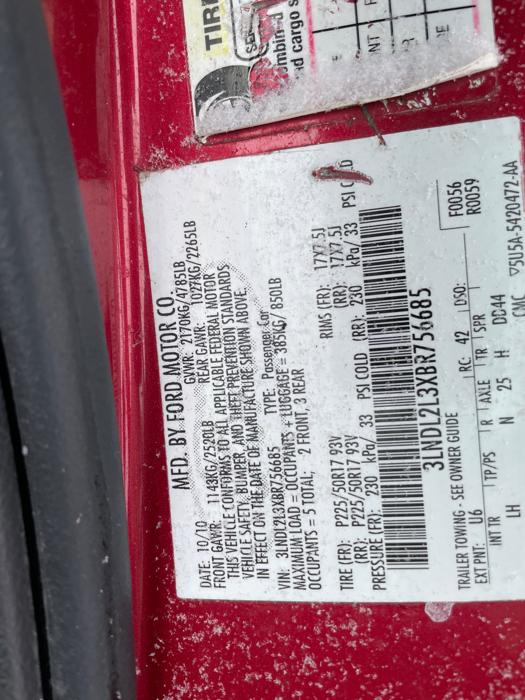 TIRE
SE
combined
nd cargo s
NT
MFD. BY FORD MOTOR CO.
DATE: 10/10 GVWR: 2170KG/4785LB
FRONT GAWR: 1143KG/2520LB REAR GAWR: 1027KG/2265LB
THIS VEHICLE CONFORMS TO ALL APPLICABLE FEDERAL MOTOR
VEHICLE SAFETY, BUMPER, AND THEFT PREVENTION STANDARDS
IN EFFECT ON THE DATE OF MANUFACTURE SHOWN ABOVE.
VIN: 3LNDL2L3XBR756685 TYPE: Passenger Car
MAXIMUM LOAD = OCCUPANTS + LUGGAGE = 385KG/ 850LB
OCCUPANTS = 5 TOTAL; 2 FRONT, 3 REAR
TIRE (FR): P225/50R17 93V RIMS (FR): 17X7.5J
(RR): P225/50R17 93V (RR): 17X7.5J
PRESSURE (FR): 230 kPa/ 33 PSI COLD (RR): 230 kPa/ 33 PSI COLD
3LNDL2L3XBR756685
F0056
R0059
TRAILER TOWING - SEE OWNER GUIDE RC: 42 DSO:
EXT PNT: U6
INT TR TP/PS R AXLE TR SPR
LH N 25 H DD44
CMC ▽5U5A-5420472-AA